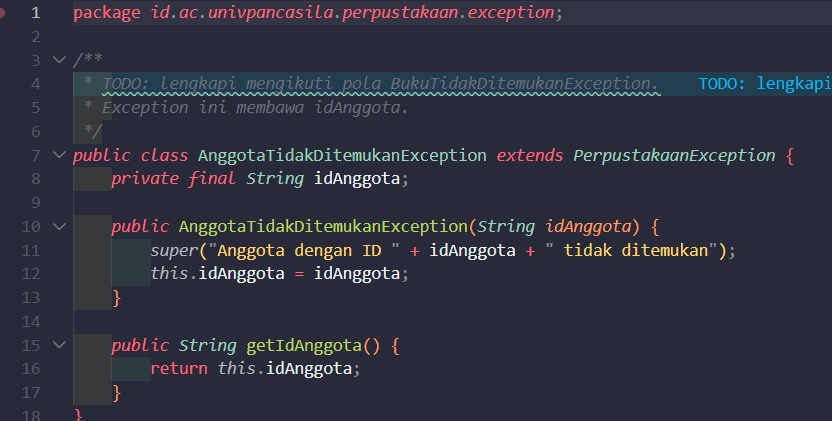 1 package id.ac.univpancasila.perpustakaan.exception;
2
3 /**
4 * TODO: lengkapi mengikuti pola BukuTidakDitemukanException. TODO: lengkapi
5 * Exception ini membawa idAnggota.
6 */
7 public class AnggotaTidakDitemukanException extends PerpustakaanException {
8 private final String idAnggota;
9
10 public AnggotaTidakDitemukanException(String idAnggota) {
11 super("Anggota dengan ID " + idAnggota + " tidak ditemukan");
12 this.idAnggota = idAnggota;
13 }
14
15 public String getIdAnggota() {
16 return this.idAnggota;
17 }
18 }